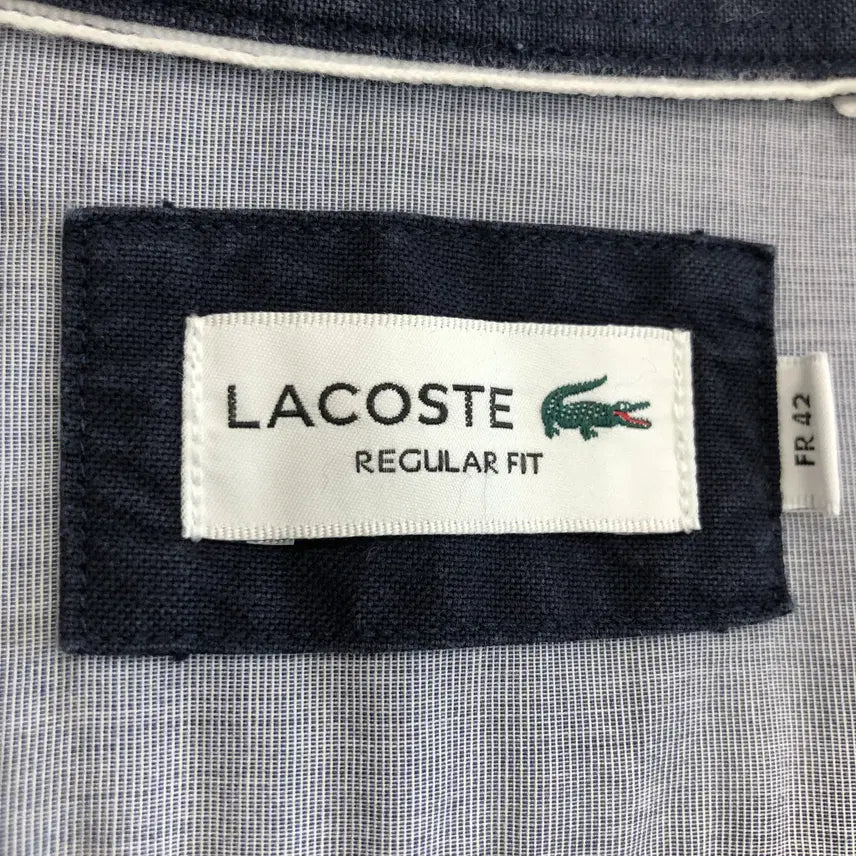 LACOSTE
REGULAR FIT
FR 42